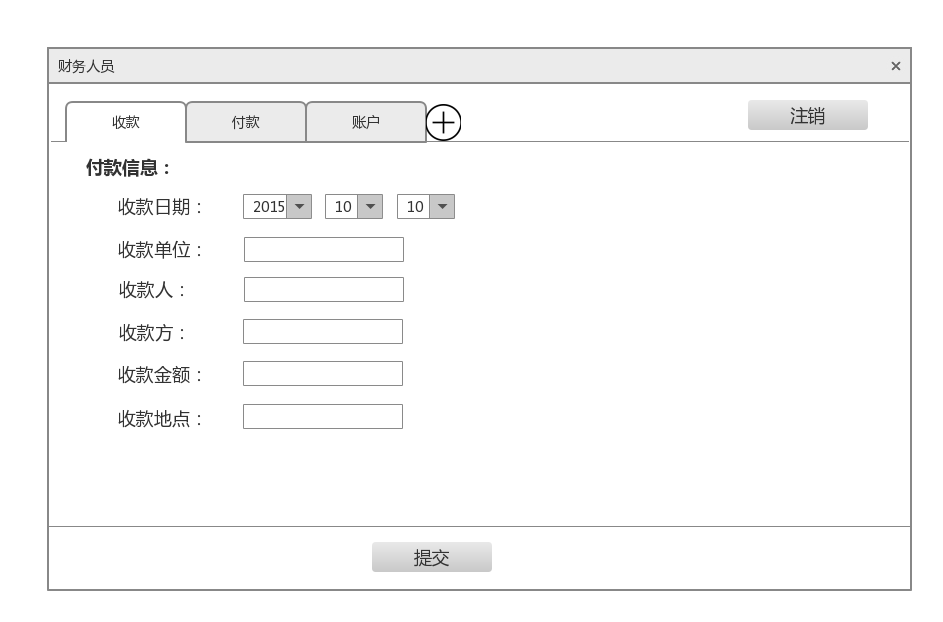 财务人员 ×
收款 付款 账户 注销
付款信息：
收款日期： 2015 10 10
收款单位：
收款人：
收款方：
收款金额：
收款地点：
提交